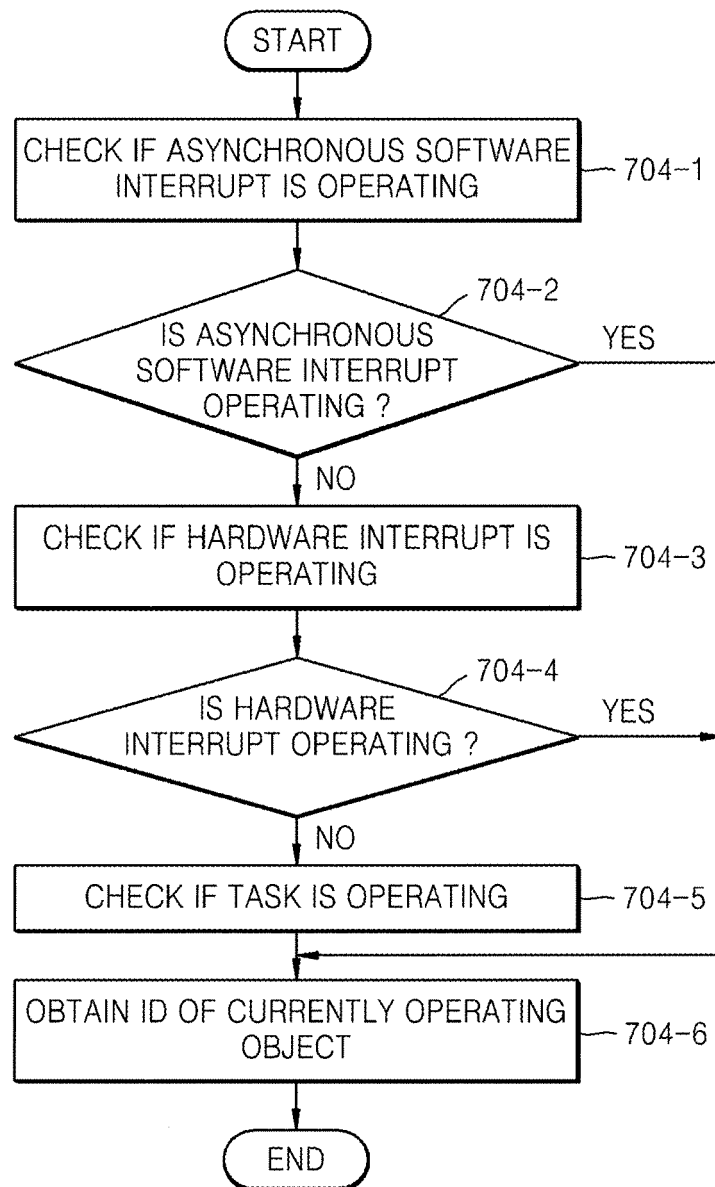 START
CHECK IF ASYNCHRONOUS SOFTWARE
INTERRUPT IS OPERATING
704-1
704-2
IS ASYNCHRONOUS
SOFTWARE INTERRUPT
OPERATING ?
YES
NO
CHECK IF HARDWARE INTERRUPT IS
OPERATING
704-3
704-4
IS HARDWARE
INTERRUPT OPERATING ?
YES
NO
CHECK IF TASK IS OPERATING
704-5
OBTAIN ID OF CURRENTLY OPERATING
OBJECT
704-6
END